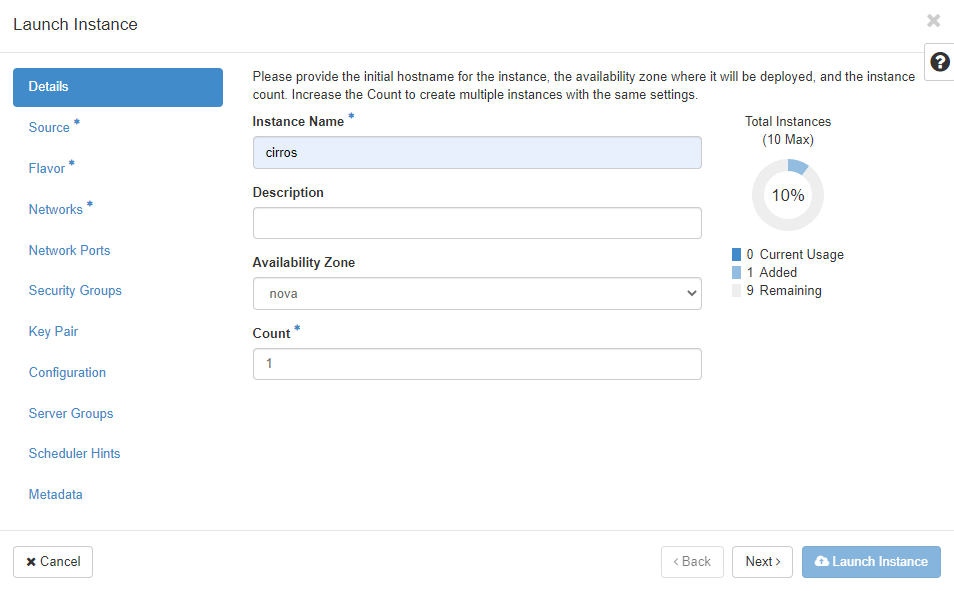 Launch Instance
×
?
Details
Source *
Flavor *
Networks *
Network Ports
Security Groups
Key Pair
Configuration
Server Groups
Scheduler Hints
Metadata
Please provide the initial hostname for the instance, the availability zone where it will be deployed, and the instance
count. Increase the Count to create multiple instances with the same settings.
Instance Name *
cirros
Description
Availability Zone
nova
Count *
1
Total Instances
(10 Max)
10%
0 Current Usage
1 Added
9 Remaining
× Cancel
‹ Back
Next ›
Launch Instance